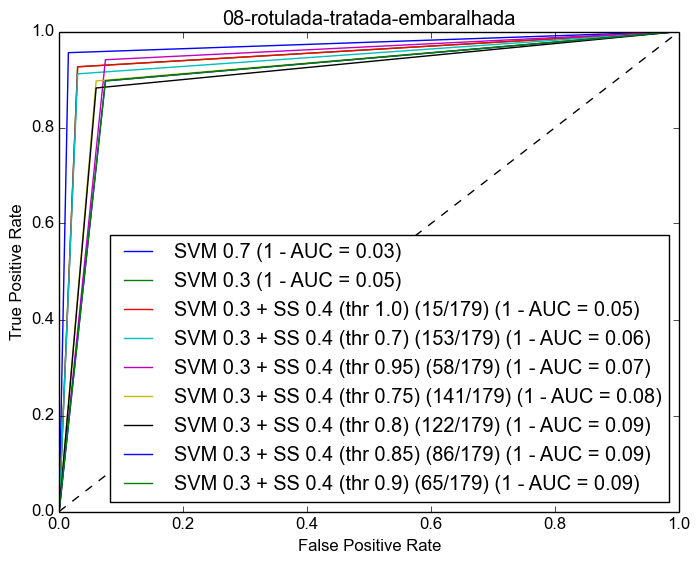 08-rotulada-tratada-embaralhada
1.0
0.8
0.6
0.4
0.2
0.0
True Positive Rate
SVM 0.7 (1 - AUC = 0.03)
SVM 0.3 (1 - AUC = 0.05)
SVM 0.3 + SS 0.4 (thr 1.0) (15/179) (1 - AUC = 0.05)
SVM 0.3 + SS 0.4 (thr 0.7) (153/179) (1 - AUC = 0.06)
SVM 0.3 + SS 0.4 (thr 0.95) (58/179) (1 - AUC = 0.07)
SVM 0.3 + SS 0.4 (thr 0.75) (141/179) (1 - AUC = 0.08)
SVM 0.3 + SS 0.4 (thr 0.8) (122/179) (1 - AUC = 0.09)
SVM 0.3 + SS 0.4 (thr 0.85) (86/179) (1 - AUC = 0.09)
SVM 0.3 + SS 0.4 (thr 0.9) (65/179) (1 - AUC = 0.09)
0.0 0.2 0.4 0.6 0.8 1.0
False Positive Rate